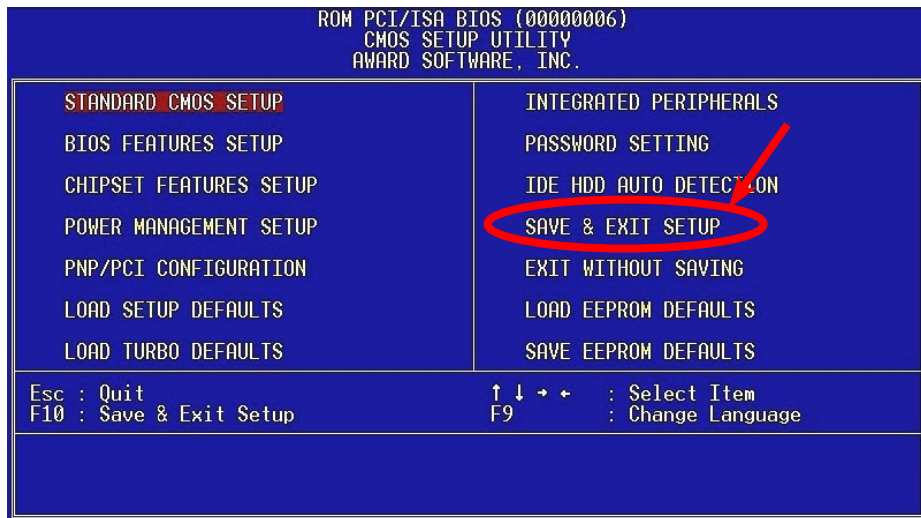 ROM PCI/ISA BIOS (00000006)
CMOS SETUP UTILITY
AWARD SOFTWARE, INC.
STANDARD CMOS SETUP
BIOS FEATURES SETUP
CHIPSET FEATURES SETUP
POWER MANAGEMENT SETUP
PNP/PCI CONFIGURATION
LOAD SETUP DEFAULTS
LOAD TURBO DEFAULTS
INTEGRATED PERIPHERALS
PASSWORD SETTING
IDE HDD AUTO DETECTION
SAVE & EXIT SETUP
EXIT WITHOUT SAVING
LOAD EEPROM DEFAULTS
SAVE EEPROM DEFAULTS
Esc : Quit
F10 : Save & Exit Setup
↑ ↓ → ← : Select Item
F9 : Change Language